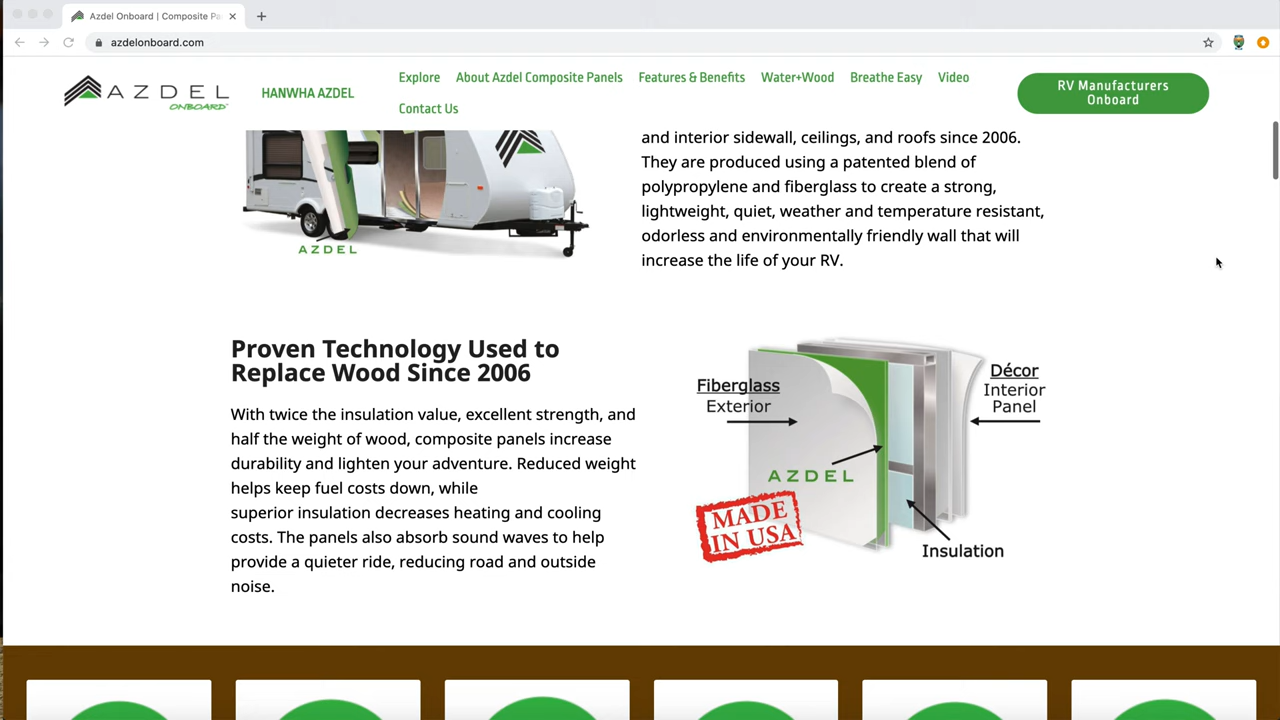 Azdel Onboard | Composite Pa
azdelonboard.com
AZDEL
ONBOARD
HANWHA AZDEL
Explore
About Azdel Composite Panels
Features & Benefits
Water+Wood
Breathe Easy
Video
Contact Us
RV Manufacturers
Onboard
AZDEL
and interior sidewall, ceilings, and roofs since 2006.
They are produced using a patented blend of
polypropylene and fiberglass to create a strong,
lightweight, quiet, weather and temperature resistant,
odorless and environmentally friendly wall that will
increase the life of your RV.
Proven Technology Used to
Replace Wood Since 2006
With twice the insulation value, excellent strength, and
half the weight of wood, composite panels increase
durability and lighten your adventure. Reduced weight
helps keep fuel costs down, while
superior insulation decreases heating and cooling
costs. The panels also absorb sound waves to help
provide a quieter ride, reducing road and outside
noise.
Fiberglass
Exterior
Décor
Interior
Panel
AZDEL
MADE
IN USA
Insulation